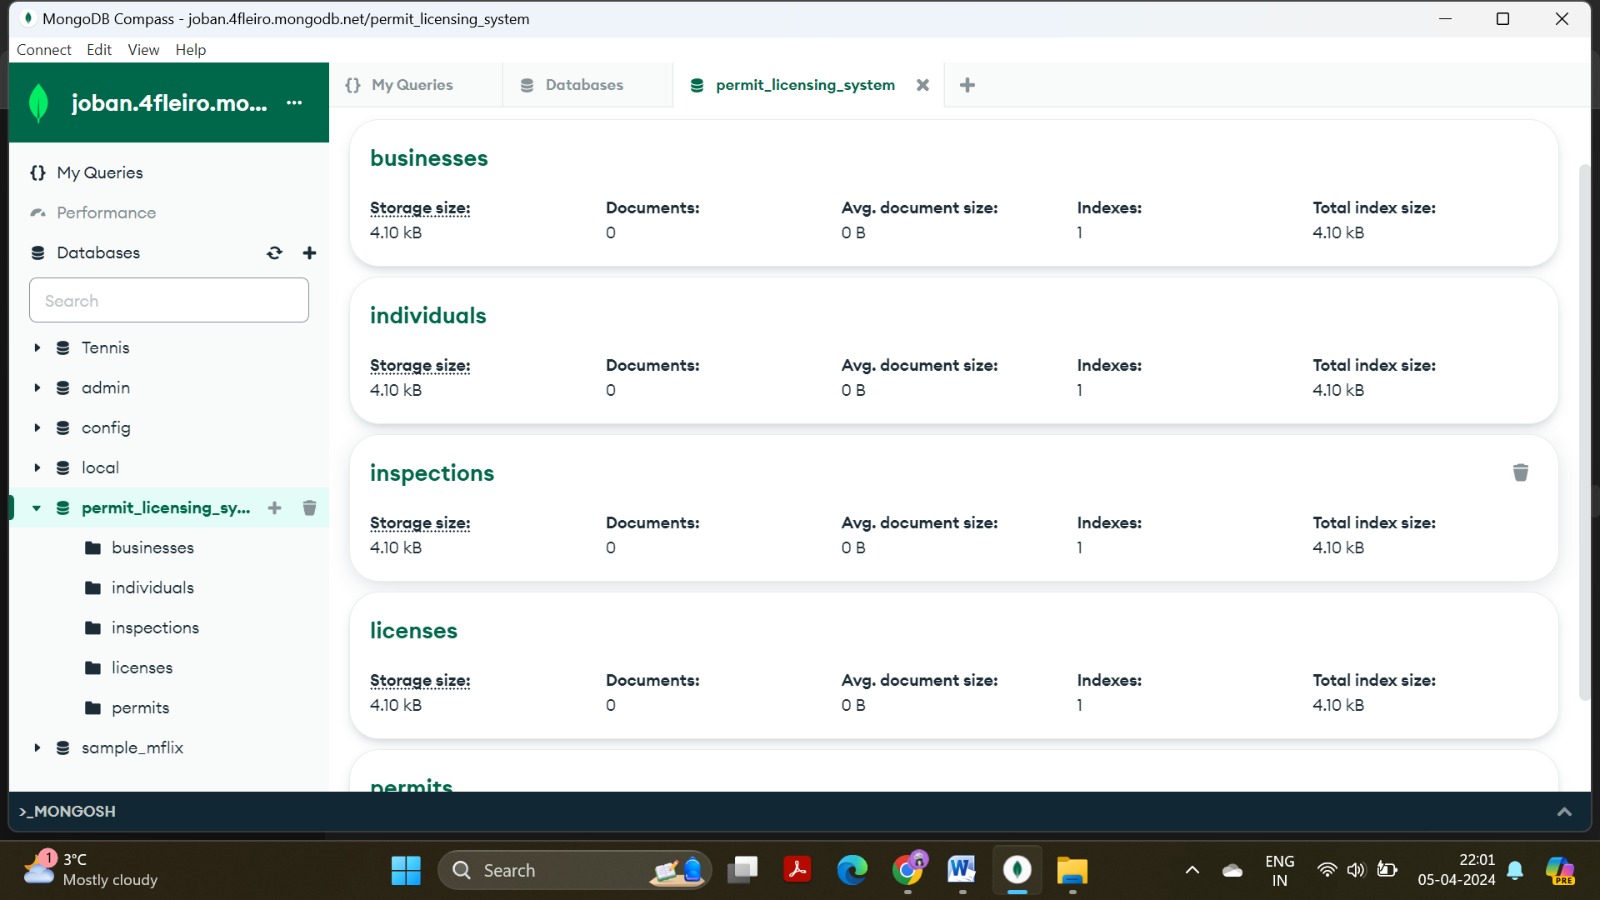 MongoDB Compass - joban.4fleiro.mongodb.net/permit_licensing_system
Connect Edit View Help
joban.4fleiro.mo... ...
{} My Queries
Performance
Databases
Search
Tennis
admin
config
local
permit_licensing_sy...
businesses
individuals
inspections
licenses
permits
sample_mflix
{} My Queries Databases permit_licensing_system
businesses
Storage size: Documents: Avg. document size: Indexes: Total index size:
4.10 kB 0 0 B 1 4.10 kB
individuals
Storage size: Documents: Avg. document size: Indexes: Total index size:
4.10 kB 0 0 B 1 4.10 kB
inspections
Storage size: Documents: Avg. document size: Indexes: Total index size:
4.10 kB 0 0 B 1 4.10 kB
licenses
Storage size: Documents: Avg. document size: Indexes: Total index size:
4.10 kB 0 0 B 1 4.10 kB
permits
>_MONGOSH
1
3°C
Mostly cloudy
Search
W
ENG
IN
22:01
05-04-2024
PRE